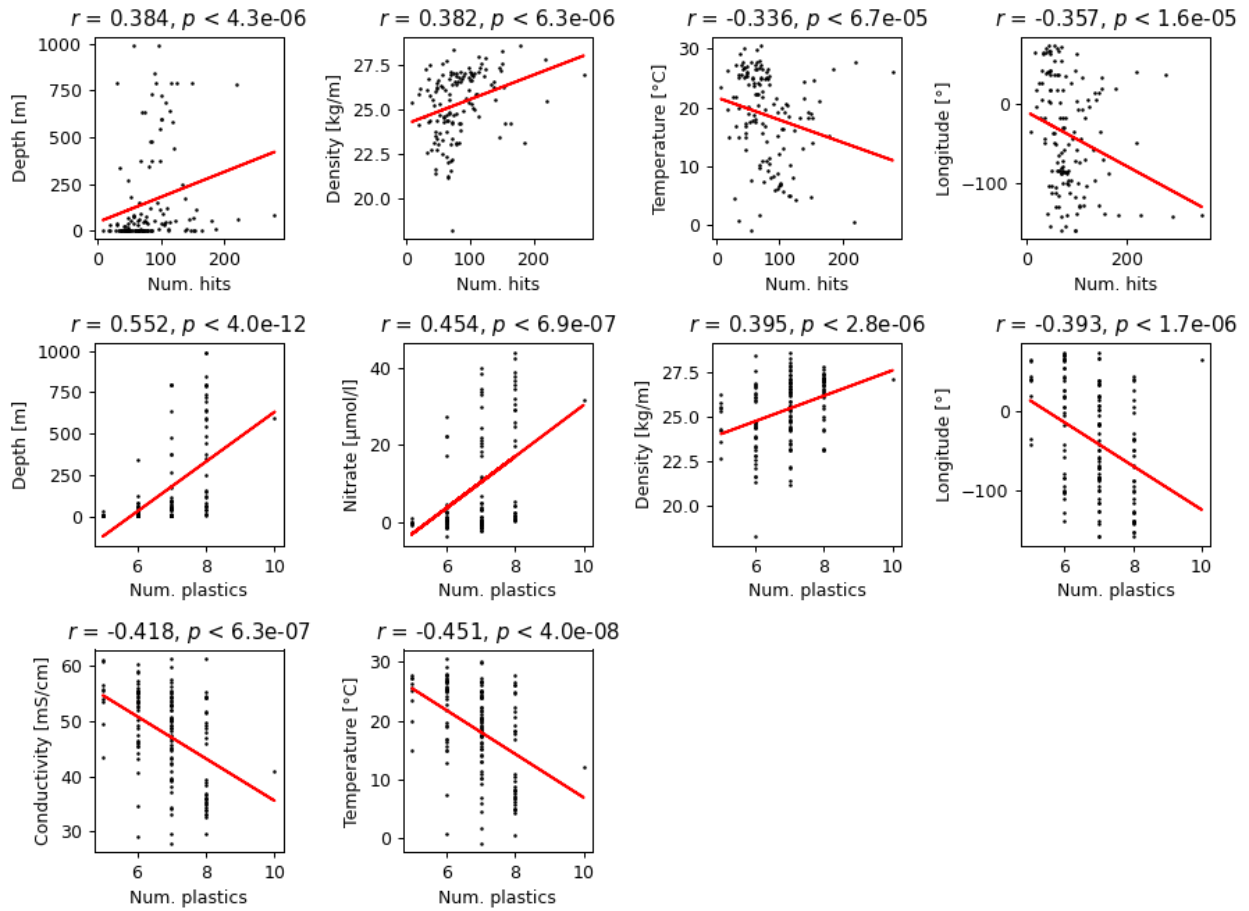 r = 0.384, p < 4.3e-06
r = 0.382, p < 6.3e-06
r = -0.336, p < 6.7e-05
r = -0.357, p < 1.6e-05
1000
750
500
250
0
Depth [m]
0
100
200
Num. hits
27.5
25.0
22.5
20.0
Density [kg/m]
0
100
200
Num. hits
30
20
10
0
Temperature [°C]
0
100
200
Num. hits
0
−100
Longitude [°]
0
200
Num. hits
r = 0.552, p < 4.0e-12
r = 0.454, p < 6.9e-07
r = 0.395, p < 2.8e-06
r = -0.393, p < 1.7e-06
1000
750
500
250
0
Depth [m]
6
8
10
Num. plastics
40
20
0
Nitrate [μmol/l]
6
8
10
Num. plastics
27.5
25.0
22.5
20.0
Density [kg/m]
6
8
10
Num. plastics
0
−100
Longitude [°]
6
8
10
Num. plastics
r = -0.418, p < 6.3e-07
r = -0.451, p < 4.0e-08
60
50
40
30
Conductivity [mS/cm]
6
8
10
Num. plastics
30
20
10
0
Temperature [°C]
6
8
10
Num. plastics